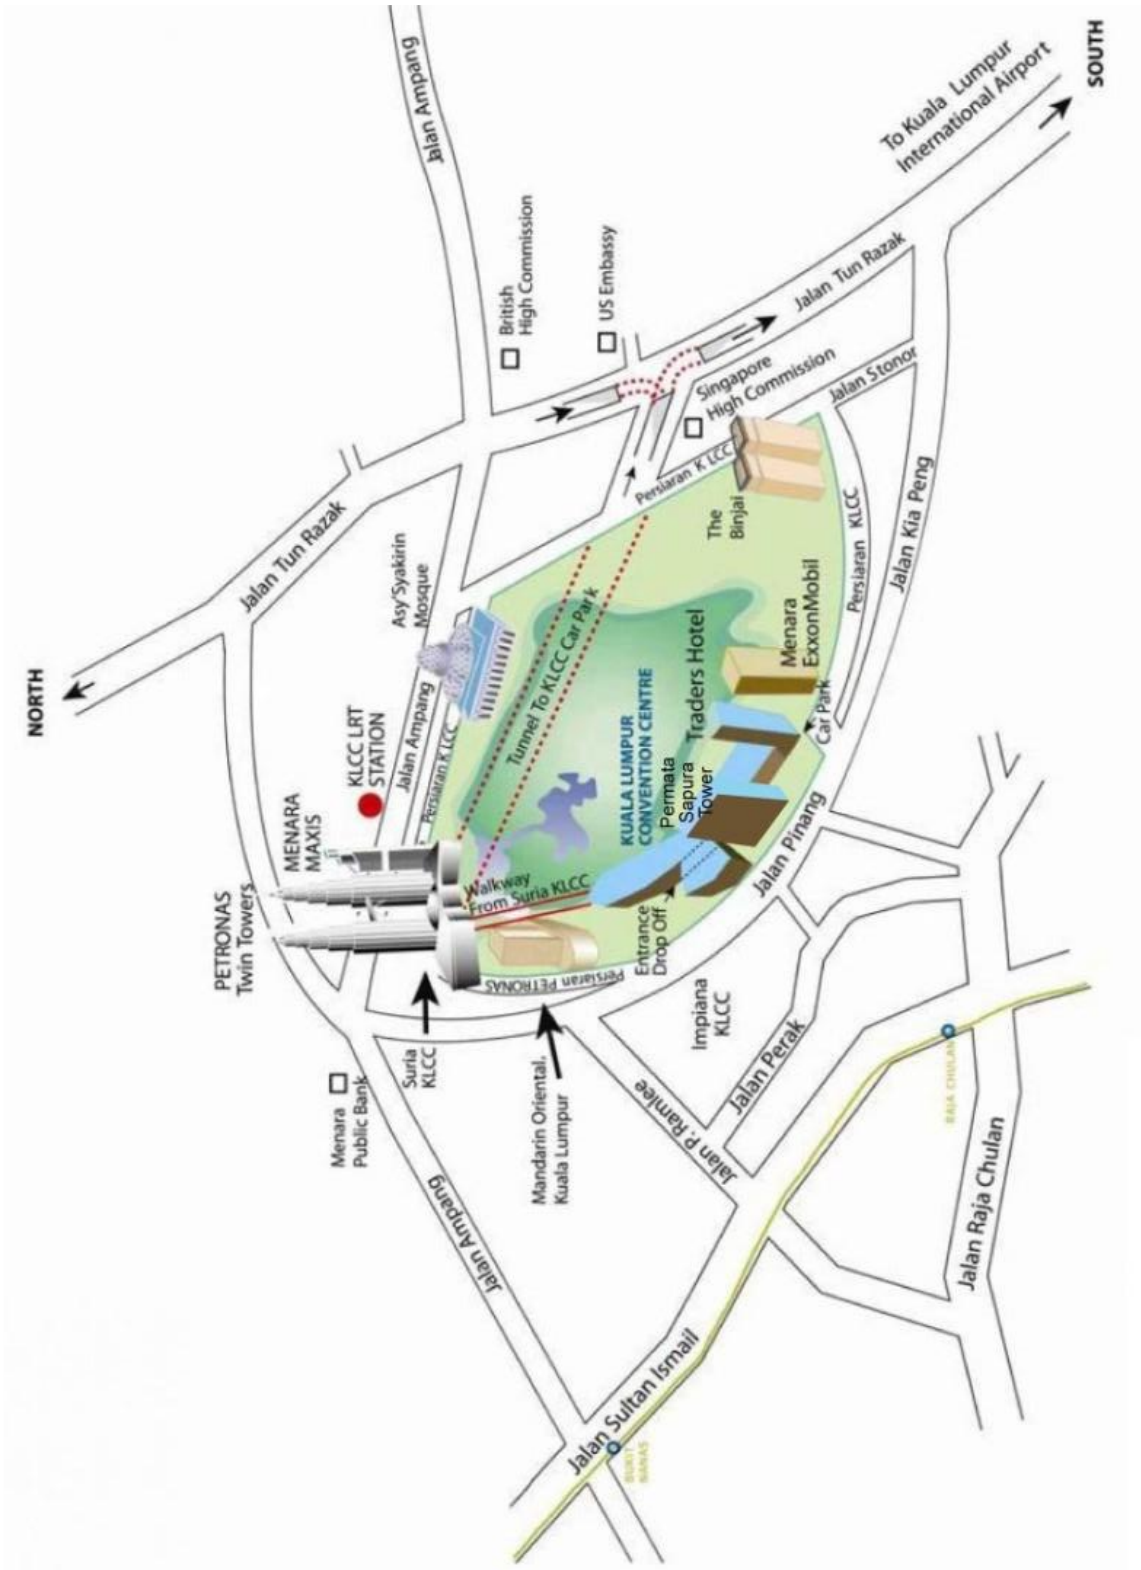 NORTH
SOUTH
To Kuala Lumpur
International Airport
Jalan Ampang
British
High Commission
US Embassy
Jalan Tun Razak
Singapore
High Commission
Jalan Stonor
Jalan Tun Razak
Asy'Syakirin
Mosque
Persiaran K LCC
The
Binjai
Persiaran KLCC
Jalan Kia Peng
KLCC LRT
STATION
Jalan Ampang
Persiaran K LCC
Tunnel To KLCC Car Park
Traders Hotel
Menara
ExxonMobil
Car Park
MENARA
MAXIS
PETRONAS
Twin Towers
KUALA LUMPUR
CONVENTION CENTRE
Permata
Sapura
Tower
Walkway
From Suria KLCC
Entrance
Drop Off
Jalan Pinang
Persiaran PETRONAS
Suria
KLCC
Impiana
KLCC
Menara
Public Bank
Mandarin Oriental.
Kuala Lumpur
Jalan P. Ramlee
Jalan Perak
RAJA CHULAN
Jalan Ampang
Jalan Raja Chulan
Jalan Sultan Ismail
BUKIT
NANAS